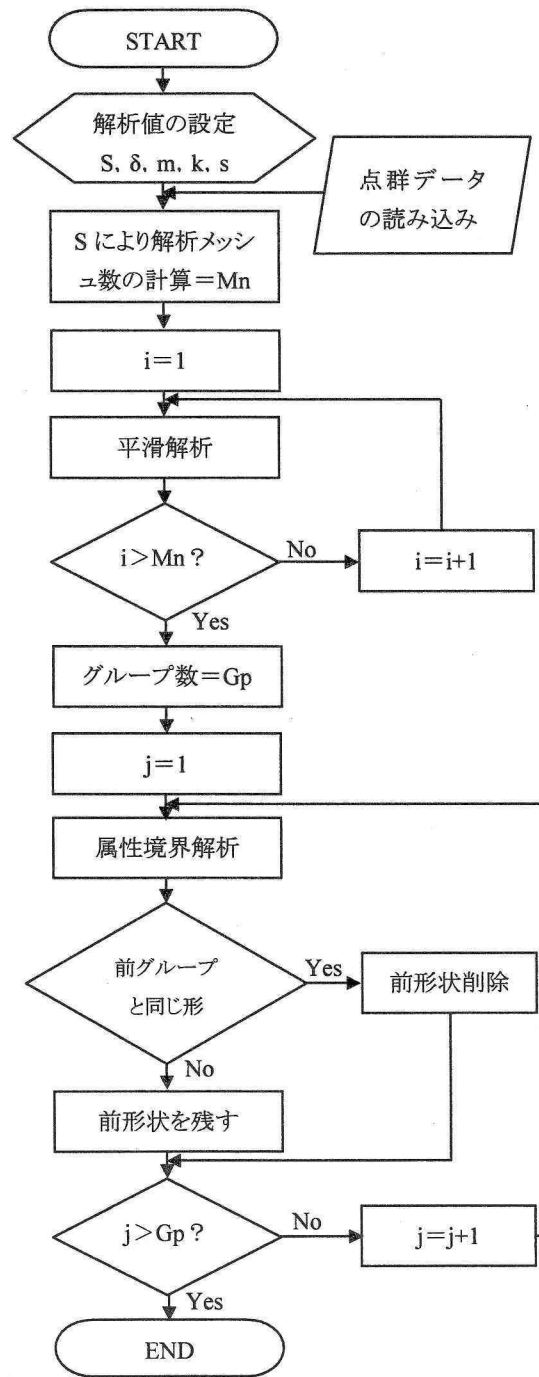 START
解析値の設定
S, δ, m, k, s
点群データ
の読み込み
S により解析メッシ
ュ数の計算＝Mn
i＝1
平滑解析
i＞Mn？
No
i＝i+1
Yes
グループ数＝Gp
j＝1
属性境界解析
前グループ
と同じ形
Yes
前形状削除
No
前形状を残す
j＞Gp？
No
j＝j+1
Yes
END